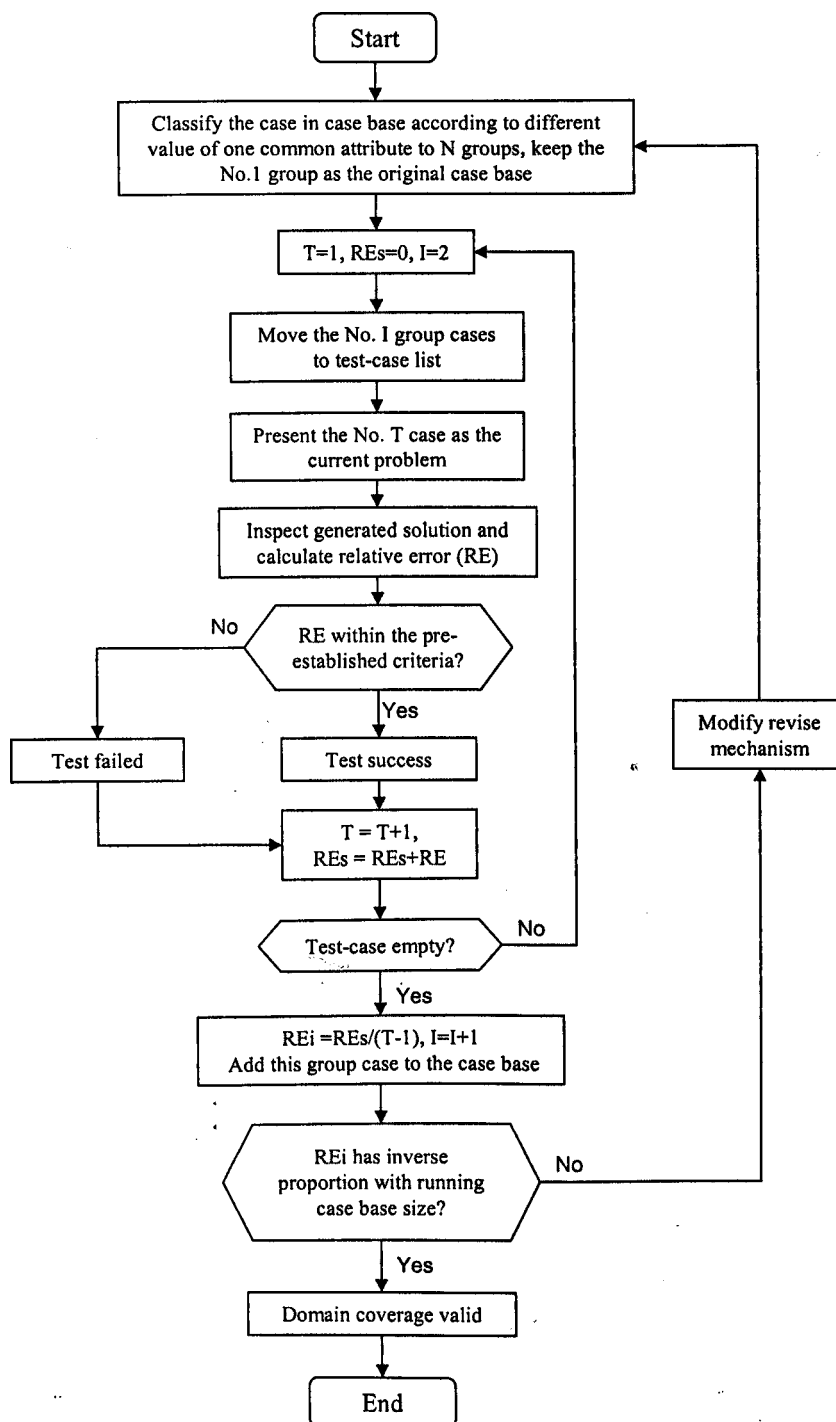 Start
Classify the case in case base according to different
value of one common attribute to N groups, keep the
No.1 group as the original case base
T=1, REs=0, I=2
Move the No. I group cases
to test-case list
Present the No. T case as the
current problem
Inspect generated solution and
calculate relative error (RE)
No
RE within the pre-
established criteria?
Yes
Modify revise
mechanism
Test failed
Test success
T = T+1,
REs = REs+RE
No
Test-case empty?
Yes
REi =REs/(T-1), I=I+1
Add this group case to the case base
REi has inverse
proportion with running
case base size?
No
Yes
Domain coverage valid
End